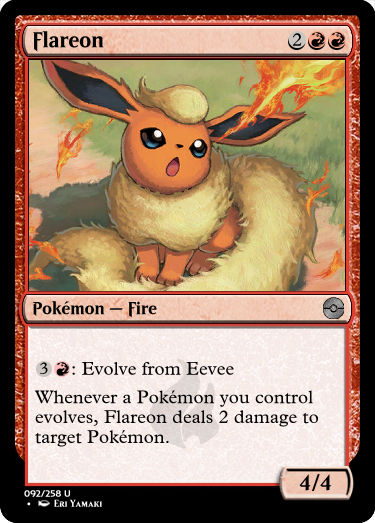 Flareon 2
Pokémon — Fire
3: Evolve from Eevee
Whenever a Pokémon you control
evolves, Flareon deals 2 damage to
target Pokémon.
4/4
092/258 U
• Eri Yamaki